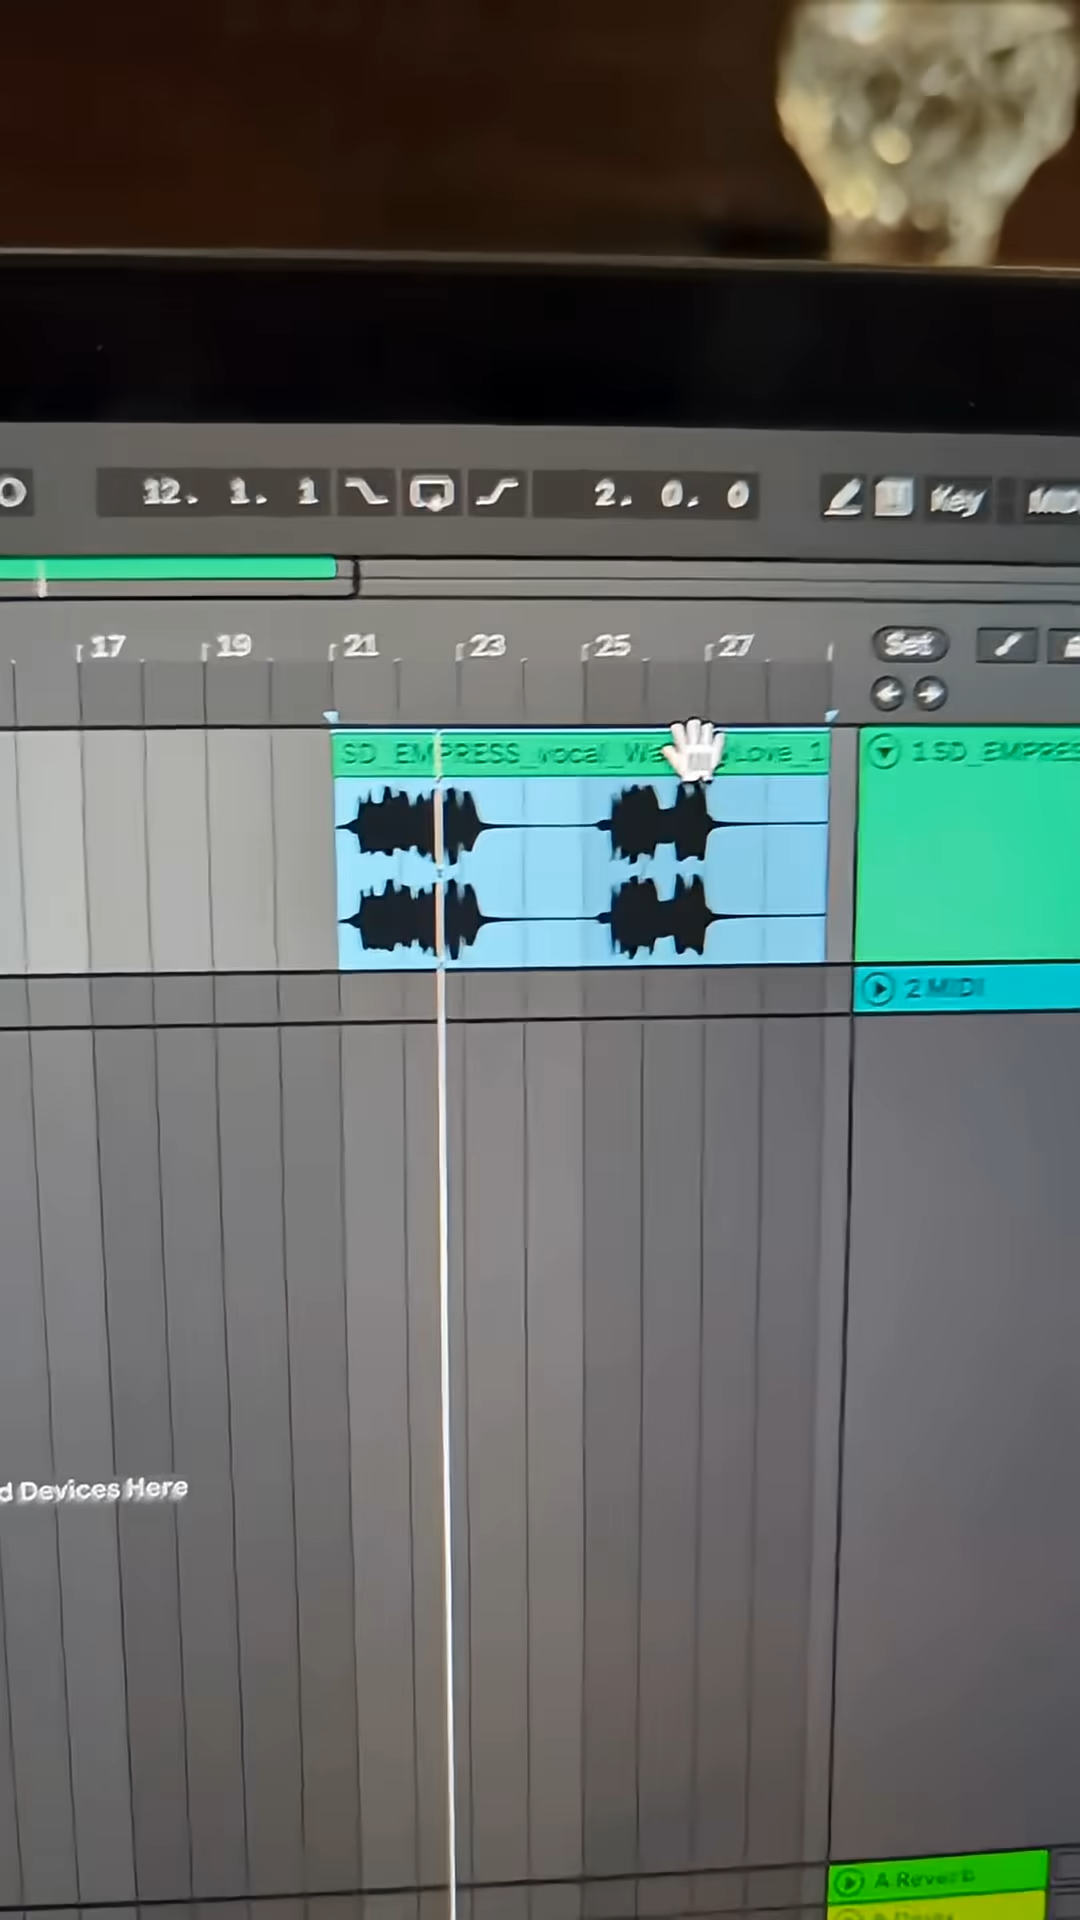 12. 1. 1 2. 0. 0 Key
17 19 21 23 25 27 Set
SD_EMPRESS_vocal_Wa Love_1 1 SD_EMPRES
2 MIDI
d Devices Here
A Reverb